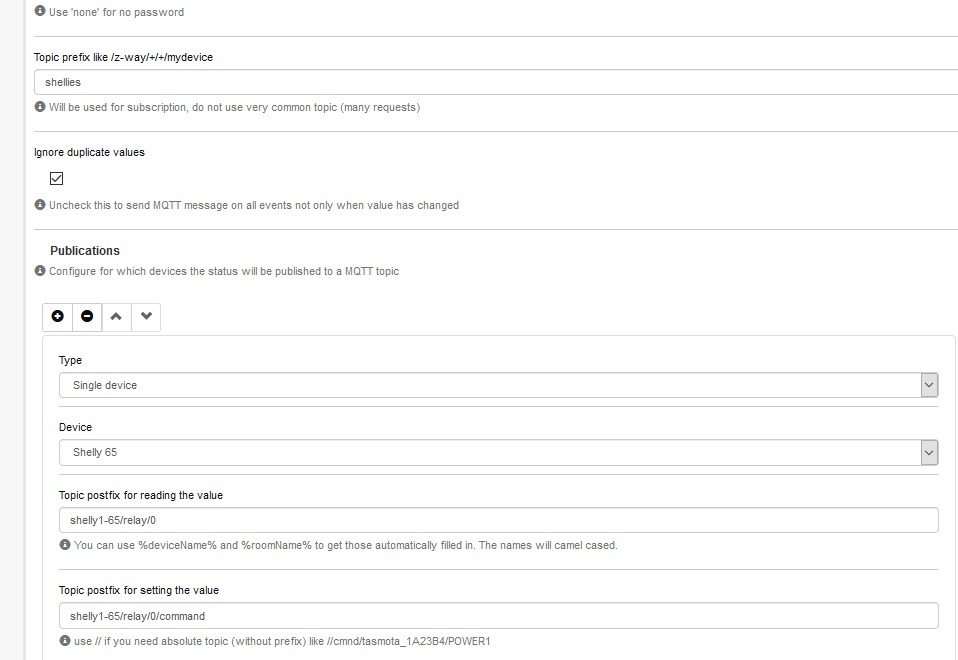 Use 'none' for no password
Topic prefix like /z-way/+/+/mydevice
shellies
Will be used for subscription, do not use very common topic (many requests)
Ignore duplicate values
Uncheck this to send MQTT message on all events not only when value has changed
Publications
Configure for which devices the status will be published to a MQTT topic
Type
Single device
Device
Shelly 65
Topic postfix for reading the value
shelly1-65/relay/0
You can use %deviceName% and %roomName% to get those automatically filled in. The names will camel cased.
Topic postfix for setting the value
shelly1-65/relay/0/command
use // if you need absolute topic (without prefix) like //cmnd/tasmota_1A23B4/POWER1